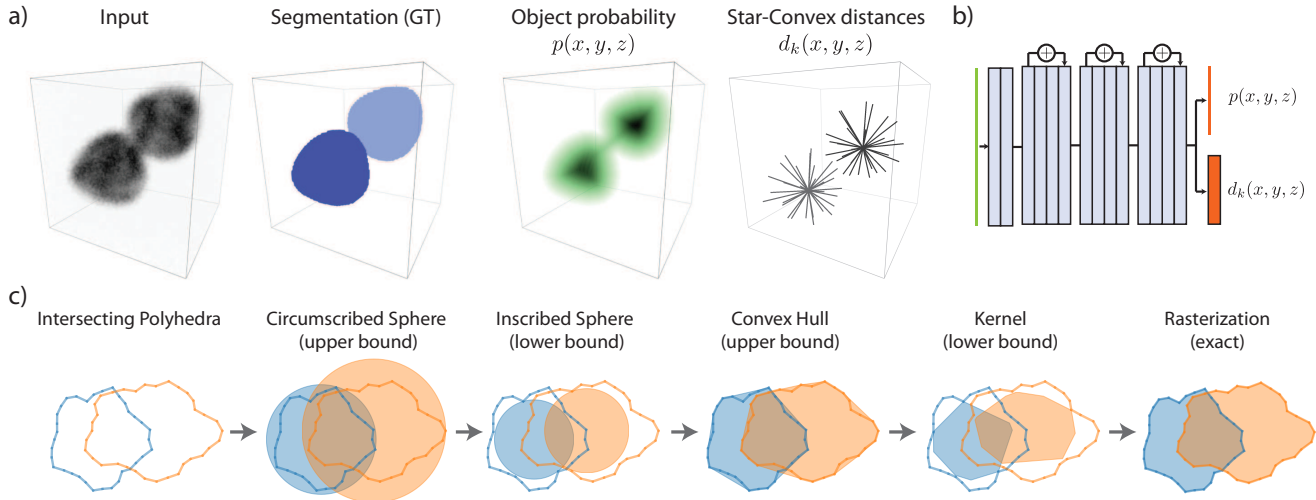 a)
Input
Segmentation (GT)
Object probability
p(x, y, z)
Star-Convex distances
d_k(x, y, z)
b)
p(x, y, z)
d_k(x, y, z)
c)
Intersecting Polyhedra
Circumscribed Sphere
(upper bound)
Inscribed Sphere
(lower bound)
Convex Hull
(upper bound)
Kernel
(lower bound)
Rasterization
(exact)